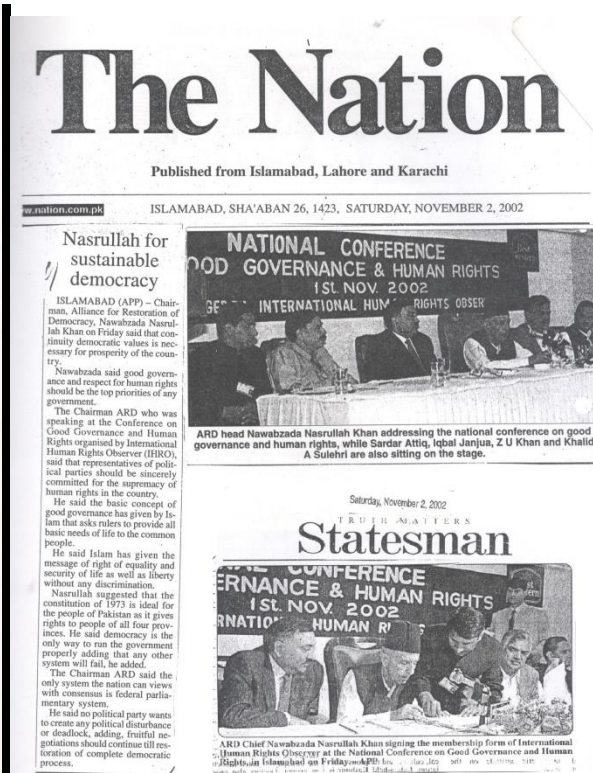 The Nation
Published from Islamabad, Lahore and Karachi
w.nation.com.pk
ISLAMABAD, SHA'ABAN 26, 1423, SATURDAY, NOVEMBER 2, 2002
Nasrullah for
sustainable
democracy
ISLAMABAD (APP) – Chair-
man, Alliance for Restoration of
Democracy, Nawabzada Nasrul-
lah Khan on Friday said that con-
tinuity democratic values is nec-
essary for prosperity of the coun-
try.
Nawabzada said good govern-
ance and respect for human rights
should be the top priorities of any
government.
The Chairman ARD who was
speaking at the Conference on
Good Governance and Human
Rights organised by International
Human Rights Observer (IHRO),
said that representatives of polit-
ical parties should be sincerely
committed for the supremacy of
human rights in the country.
He said the basic concept of
good governance has given by Is-
lam that asks rulers to provide all
basic needs of life to the common
people.
He said Islam has given the
message of right of equality and
security of life as well as liberty
without any discrimination.
Nasrullah suggested that the
constitution of 1973 is ideal for
the people of Pakistan as it gives
rights to people of all four prov-
inces. He said democracy is the
only way to run the government
properly adding that any other
system will fail, he added.
The Chairman ARD said the
only system the nation can views
with consensus is federal parlia-
mentary system.
He said no political party wants
to create any political disturbance
or deadlock, adding, fruitful ne-
gotiations should continue till res-
toration of complete democratic
process.
NATIONAL CONFERENCE
OOD GOVERNANCE & HUMAN RIGHTS
1ST. NOV. 2002
INTERNATIONAL HUM RIGHTS OBSER
ARD head Nawabzada Nasrullah Khan addressing the national conference on good
governance and human rights, while Sardar Attiq, Iqbal Janjua, Z U Khan and Khalid
A Sulehri are also sitting on the stage.
Saturday, November 2, 2002
TRUTH MATTERS
Statesman
CONFERENCE
ERNANCE & HUMAN RIGHTS
1St. NOV. 2002
RNATIO HUMAN RI
ARD Chief Nawabzada Nasrullah Khan signing the membership form of International
Human Rights Observer at the National Conference on Good Governance and Human
Rights in Islamabad on Friday.